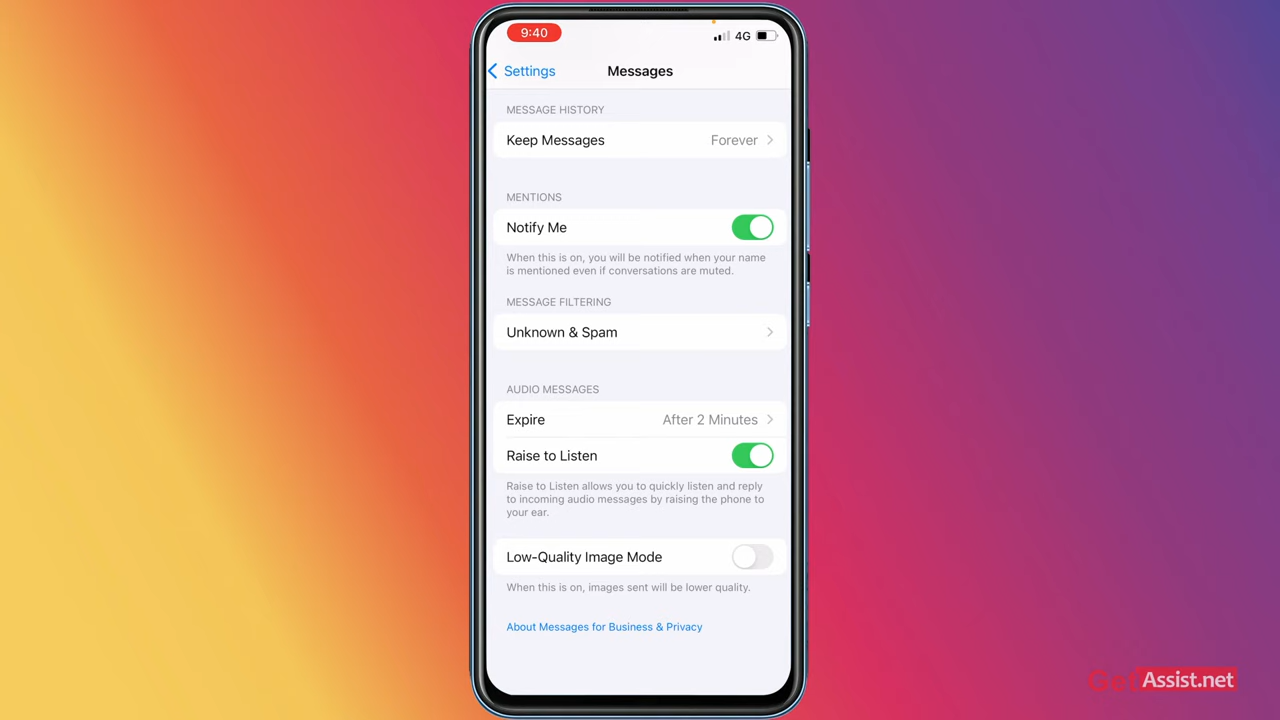 9:40
4G
Settings
Messages
MESSAGE HISTORY
Keep Messages Forever
MENTIONS
Notify Me
When this is on, you will be notified when your name
is mentioned even if conversations are muted.
MESSAGE FILTERING
Unknown & Spam
AUDIO MESSAGES
Expire After 2 Minutes
Raise to Listen
Raise to Listen allows you to quickly listen and reply
to incoming audio messages by raising the phone to
your ear.
Low-Quality Image Mode
When this is on, images sent will be lower quality.
About Messages for Business & Privacy
GetAssist.net